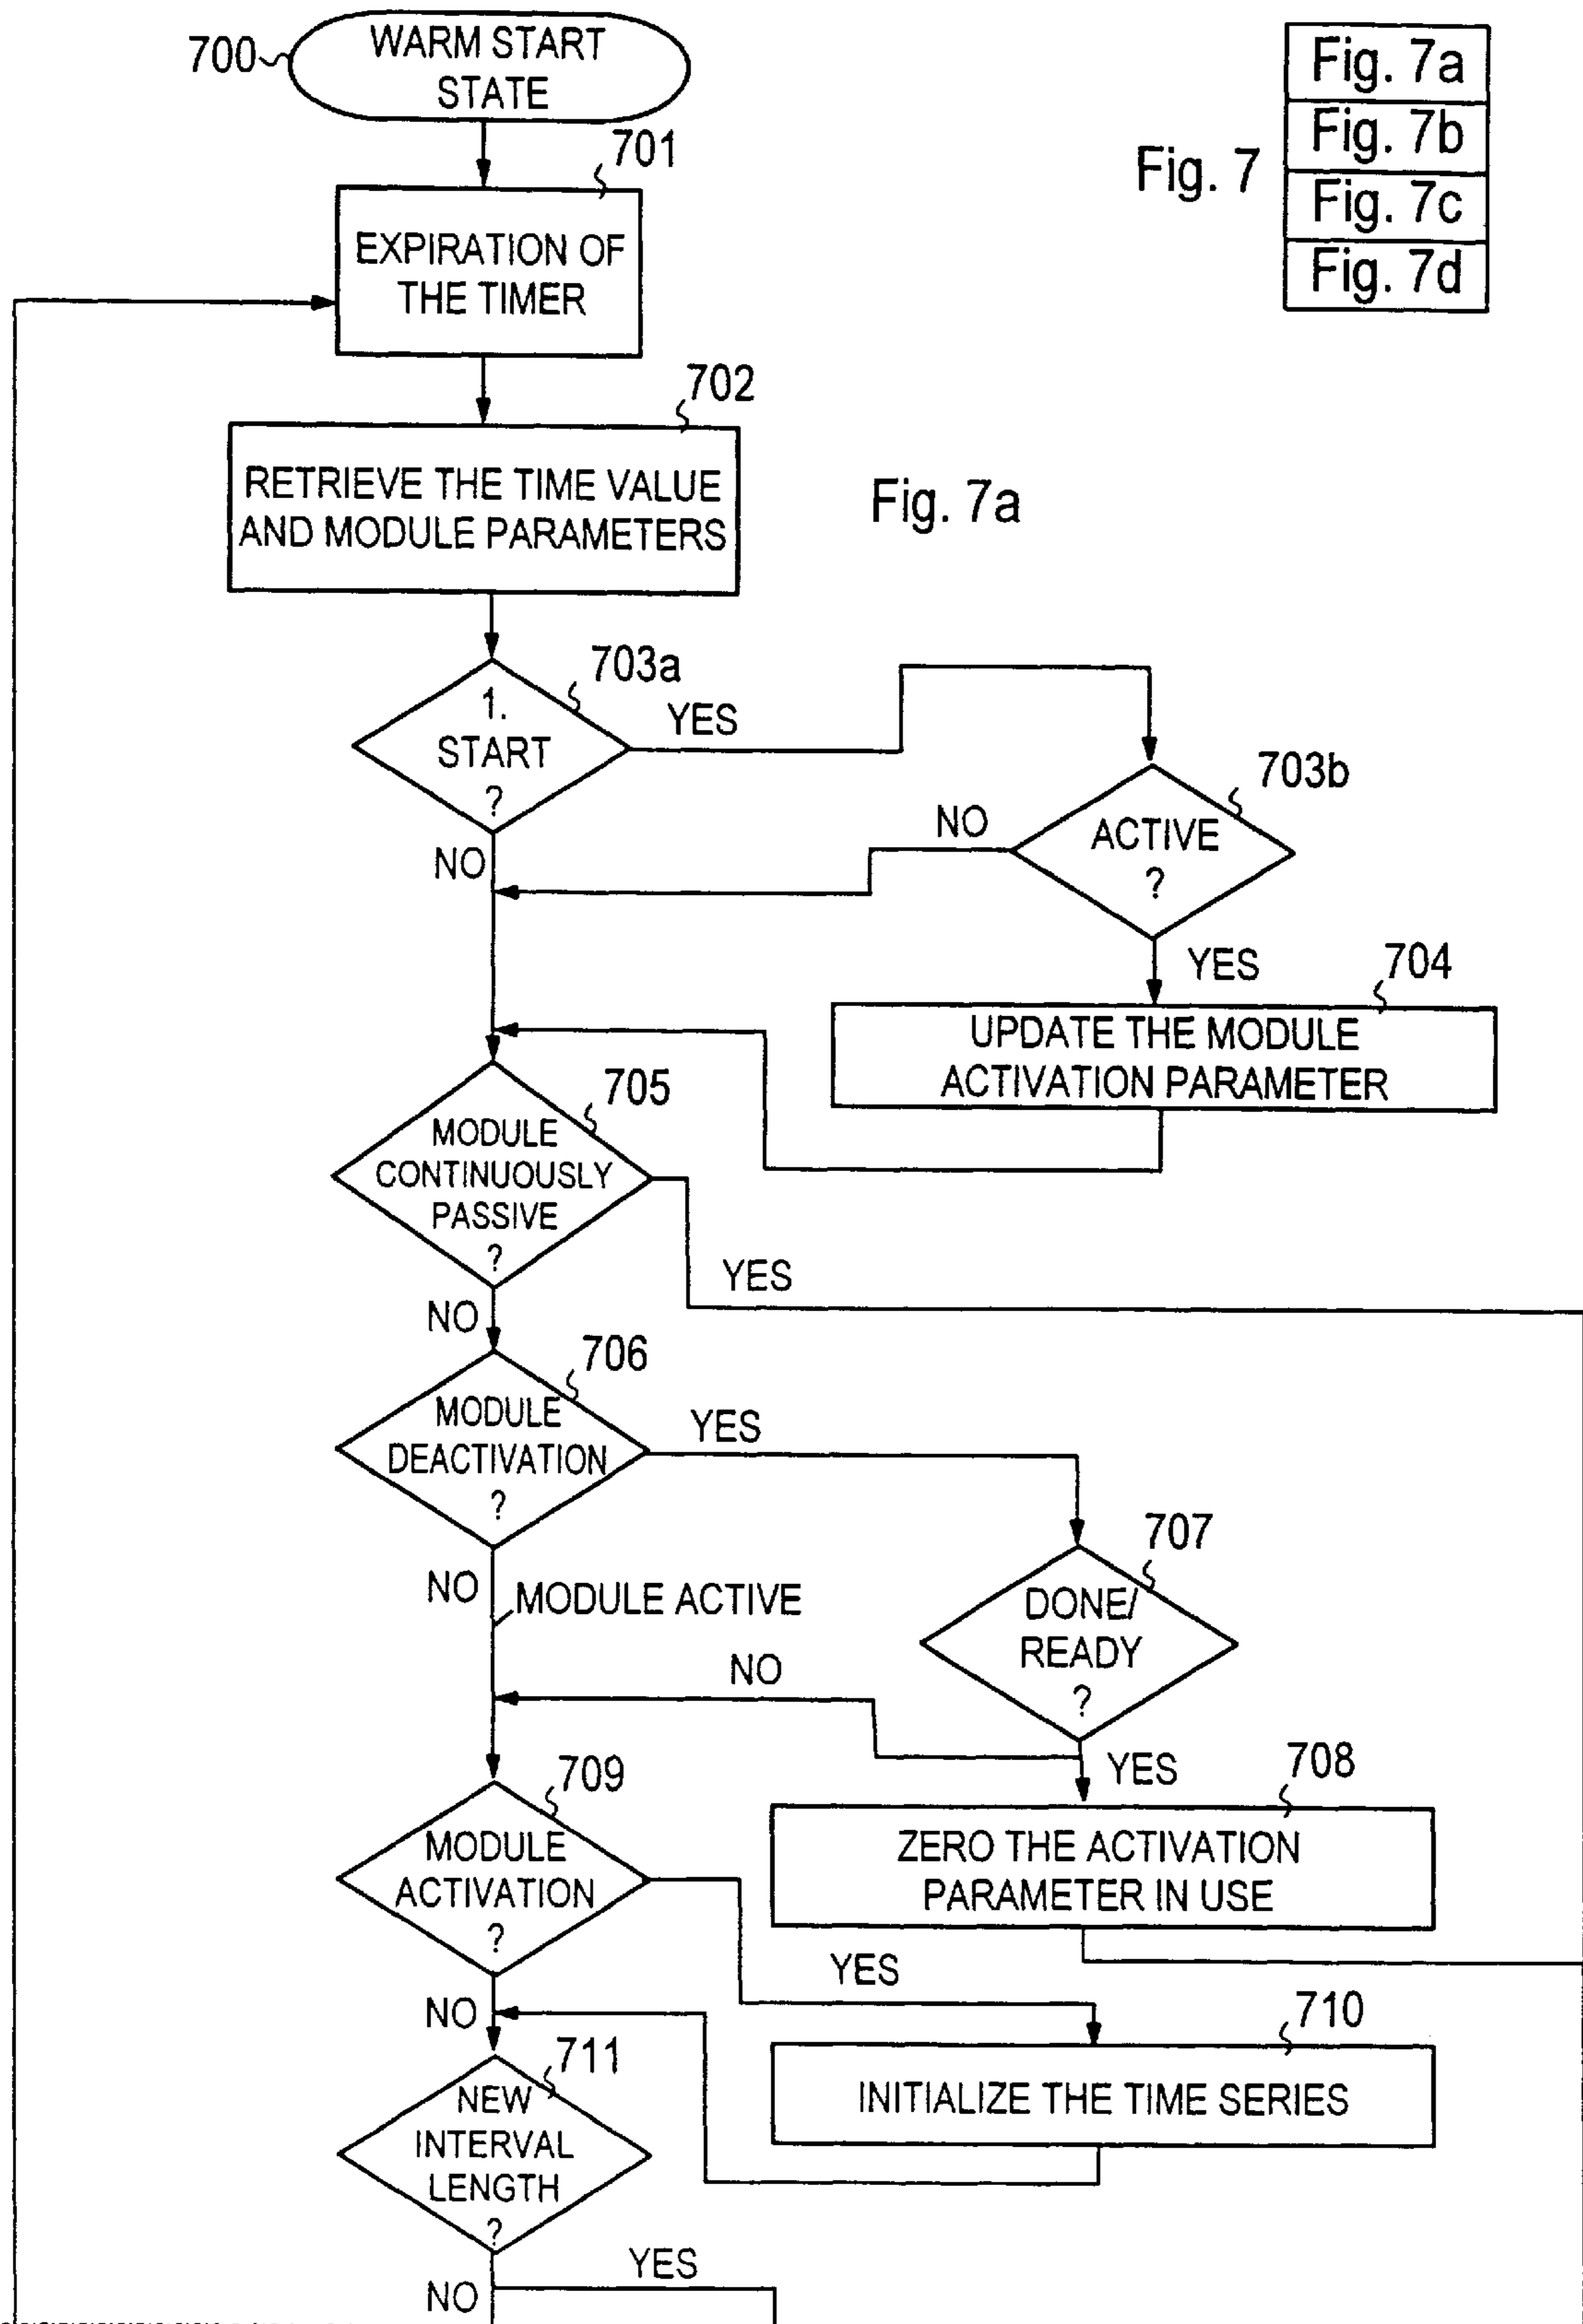 700
WARM START
STATE
Fig. 7
Fig. 7a
Fig. 7b
Fig. 7c
Fig. 7d
701
EXPIRATION OF
THE TIMER
702
RETRIEVE THE TIME VALUE
AND MODULE PARAMETERS
Fig. 7a
703a
1.
START
?
YES
NO
703b
ACTIVE
?
NO
YES
704
UPDATE THE MODULE
ACTIVATION PARAMETER
705
MODULE
CONTINUOUSLY
PASSIVE
?
YES
NO
706
MODULE
DEACTIVATION
?
YES
NO
MODULE ACTIVE
707
DONE/
READY
?
NO
YES
708
ZERO THE ACTIVATION
PARAMETER IN USE
709
MODULE
ACTIVATION
?
YES
NO
710
INITIALIZE THE TIME SERIES
711
NEW
INTERVAL
LENGTH
?
YES
NO